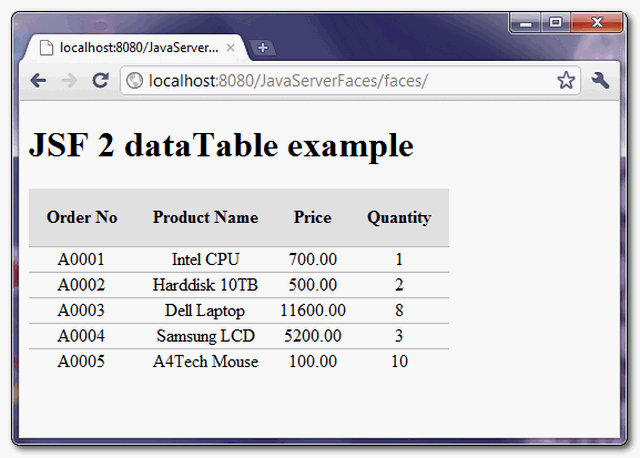 localhost:8080/JavaServer...
localhost:8080/JavaServerFaces/faces/
JSF 2 dataTable example
Order No Product Name Price Quantity
A0001 Intel CPU 700.00 1
A0002 Harddisk 10TB 500.00 2
A0003 Dell Laptop 11600.00 8
A0004 Samsung LCD 5200.00 3
A0005 A4Tech Mouse 100.00 10